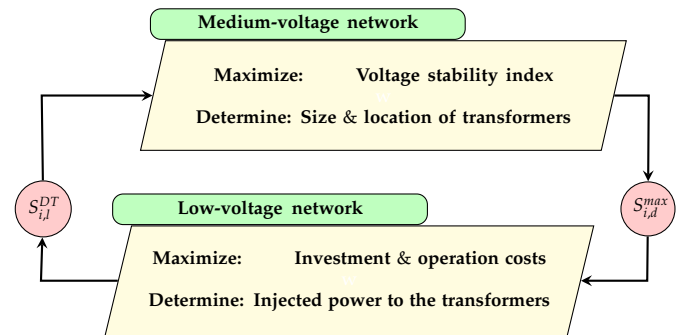 Medium-voltage network
Maximize: Voltage stability index
Determine: Size & location of transformers
S_{i,l}^{DT}
S_{i,d}^{max}
Low-voltage network
Maximize: Investment & operation costs
Determine: Injected power to the transformers